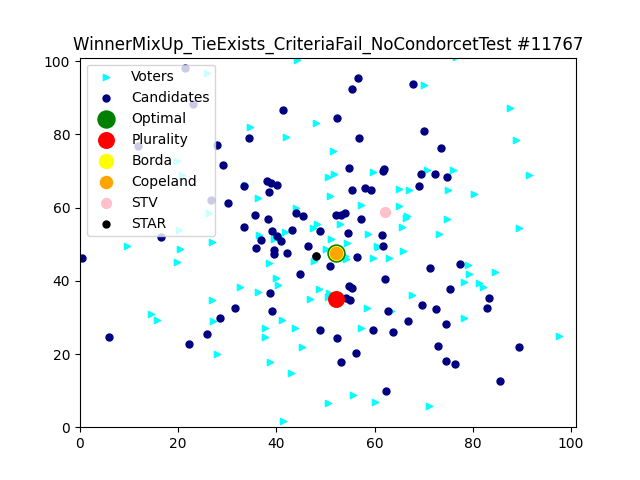 WinnerMixUp_TieExists_CriteriaFail_NoCondorcetTest #11767
Voters
Candidates
Optimal
Plurality
Borda
Copeland
STV
STAR
100
80
60
40
20
0
0 20 40 60 80 100